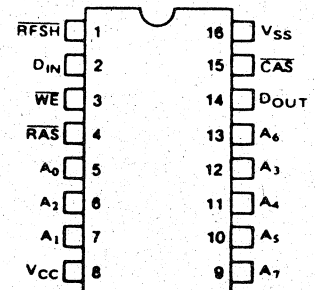 RFSH 1 16 VSS
DIN 2 15 CAS
WE 3 14 DOUT
RAS 4 13 A6
A0 5 12 A3
A2 6 11 A4
A1 7 10 A5
VCC 8 9 A7